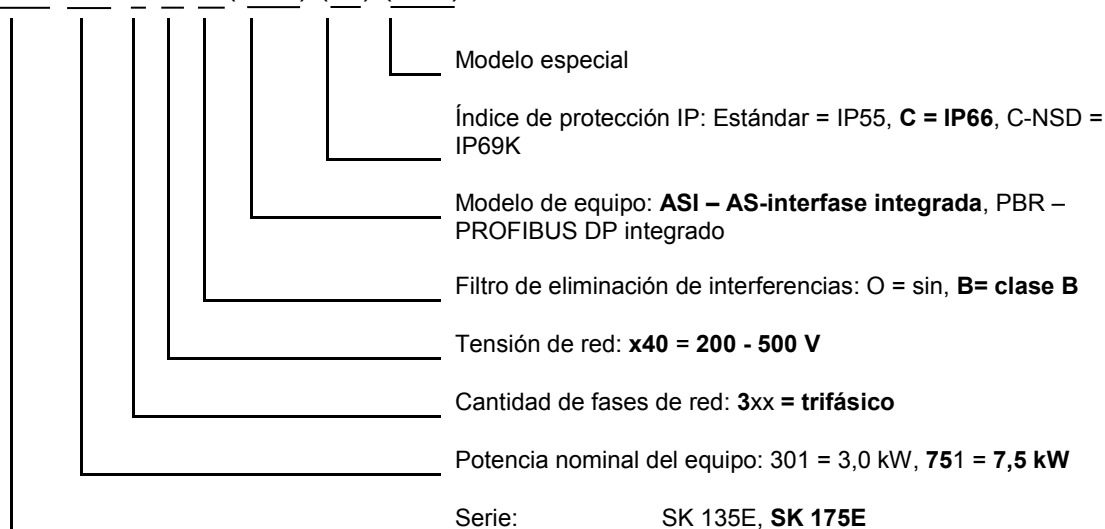 Modelo especial
Índice de protección IP: Estándar = IP55, C = IP66, C-NSD =
IP69K
Modelo de equipo: ASI – AS-interfase integrada, PBR –
PROFIBUS DP integrado
Filtro de eliminación de interferencias: O = sin, B= clase B
Tensión de red: x40 = 200 - 500 V
Cantidad de fases de red: 3xx = trifásico
Potencia nominal del equipo: 301 = 3,0 kW, 751 = 7,5 kW
Serie: SK 135E, SK 175E